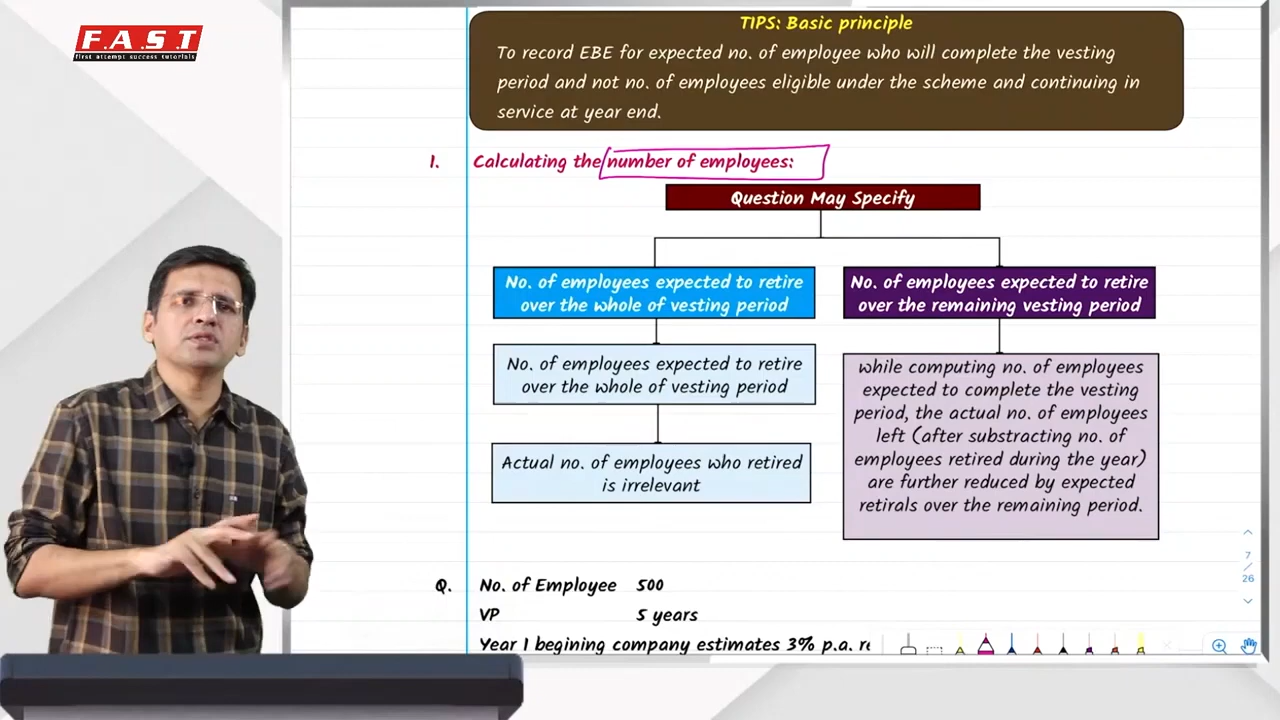 F.A.S.T
first attempt success tutorials
TIPS: Basic principle
To record EBE for expected no. of employee who will complete the vesting
period and not no. of employees eligible under the scheme and continuing in
service at year end.
1. Calculating the number of employees:
Question May Specify
No. of employees expected to retire
over the whole of vesting period
No. of employees expected to retire
over the whole of vesting period
Actual no. of employees who retired
is irrelevant
No. of employees expected to retire
over the remaining vesting period
while computing no. of employees
expected to complete the vesting
period, the actual no. of employees
left (after substracting no. of
employees retired during the year)
are further reduced by expected
retirals over the remaining period.
Q. No. of Employee 500
VP 5 years
Year 1 begining company estimates 3% p.a. re
7
/
26